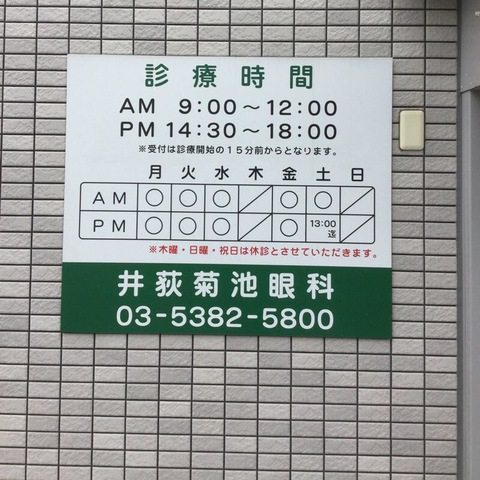 診療時間
AM 9:00～12:00
PM 14:30～18:00
※受付は診療開始の15分前からとなります。
月火水木金土日
AM ○○○／○○／
PM ○○○／○13:00迄／
※木曜・日曜・祝日は休診とさせていただきます。
井荻菊池眼科
03-5382-5800